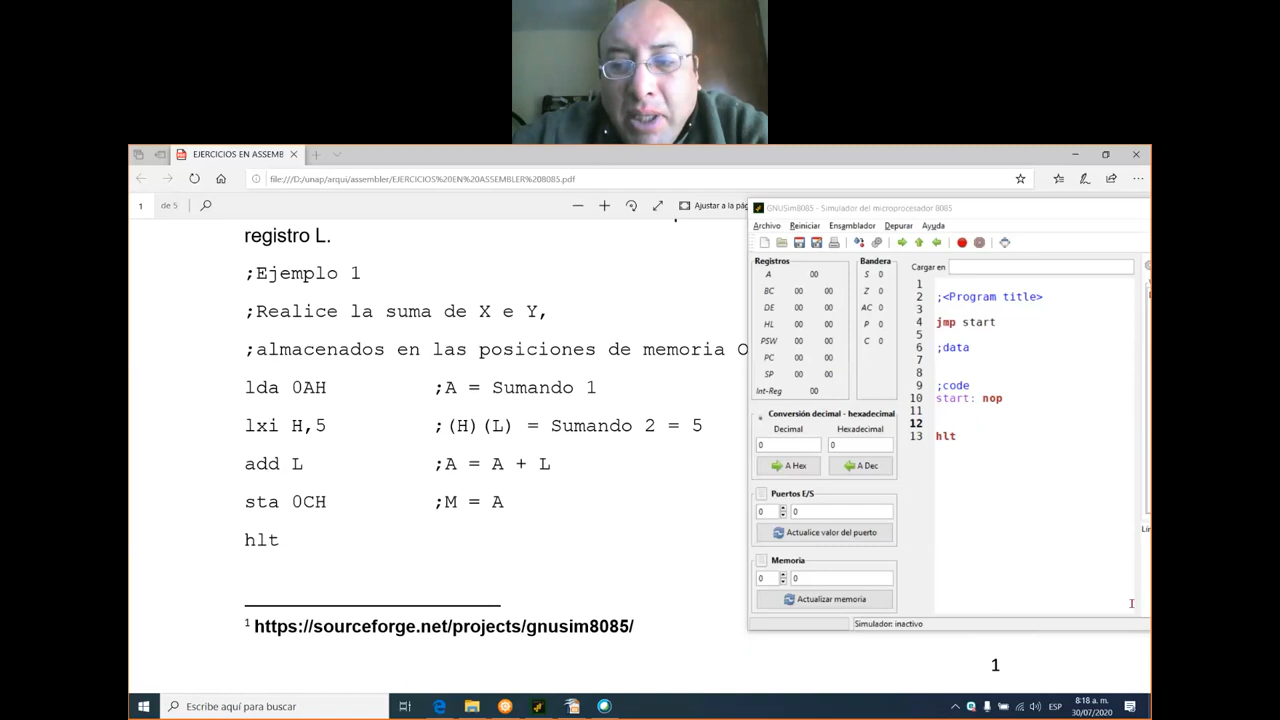 EJERCICIOS EN ASSEMB
file:///D:/unap/arqui/assembler/EJERCICIOS%20EN%20ASSEMBLER%208085.pdf
1 de 5
Ajustar a la pág
registro L.
;Ejemplo 1
;Realice la suma de X e Y,
;almacenados en las posiciones de memoria 0
lda 0AH ;A = Sumando 1
lxi H,5 ;(H)(L) = Sumando 2 = 5
add L ;A = A + L
sta 0CH ;M = A
hlt
1 https://sourceforge.net/projects/gnusim8085/
1
GNUSim8085 - Simulador del microprocesador 8085
Archivo Reiniciar Ensamblador Depurar Ayuda
Registros
A 00
BC 00 00
DE 00 00
HL 00 00
PSW 00 00
PC 00 00
SP 00 00
Int-Reg 00
Bandera
S 0
Z 0
AC 0
P 0
C 0
Conversión decimal - hexadecimal
Decimal Hexadecimal
0 0
A Hex A Dec
Puertos E/S
0 0
Actualice valor del puerto
Memoria
0 0
Actualizar memoria
Cargar en
1
2 ;<Program title>
3
4 jmp start
5
6 ;data
7
8
9 ;code
10 start: nop
11
12
13 hlt
Simulador: inactivo
Escribe aquí para buscar
ESP
8:18 a. m.
30/07/2020